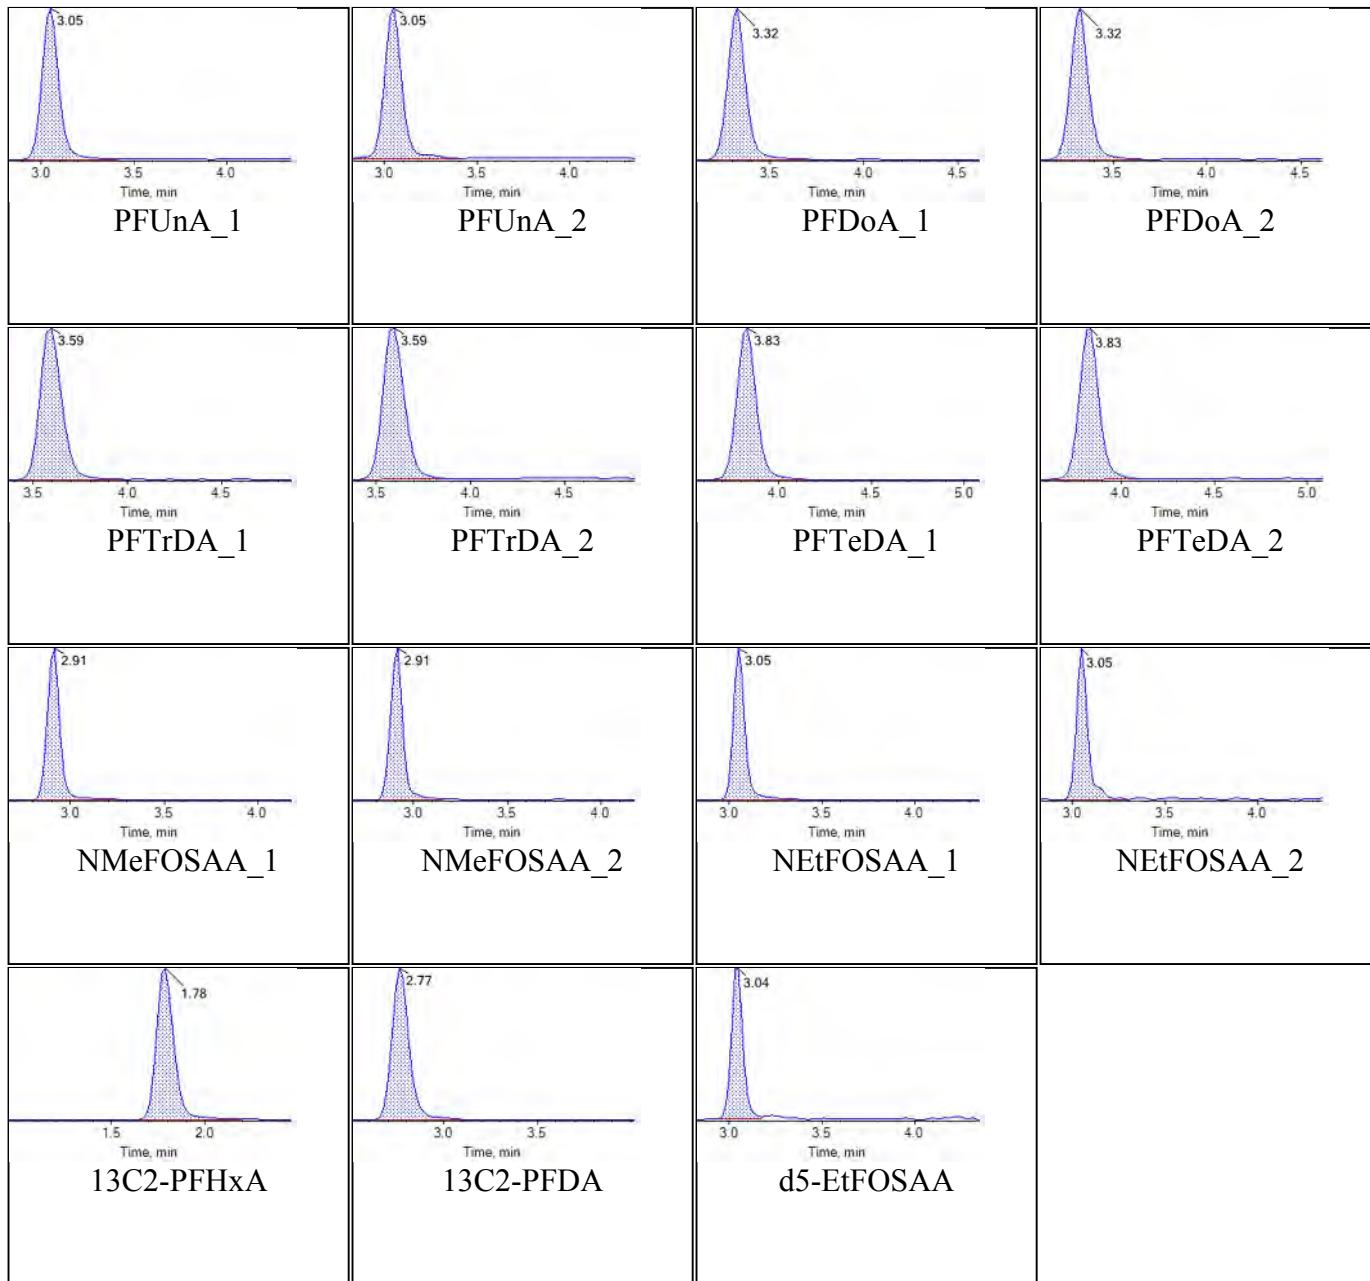 3.05
3.0 3.5 4.0
Time, min
PFUnA_1
3.05
3.0 3.5 4.0
Time, min
PFUnA_2
3.32
3.5 4.0 4.5
Time, min
PFDoA_1
3.32
3.5 4.0 4.5
Time, min
PFDoA_2
3.59
3.5 4.0 4.5
Time, min
PFTrDA_1
3.59
3.5 4.0 4.5
Time, min
PFTrDA_2
3.83
4.0 4.5 5.0
Time, min
PFTeDA_1
3.83
4.0 4.5 5.0
Time, min
PFTeDA_2
2.91
3.0 3.5 4.0
Time, min
NMeFOSAA_1
2.91
3.0 3.5 4.0
Time, min
NMeFOSAA_2
3.05
3.0 3.5 4.0
Time, min
NEtFOSAA_1
3.05
3.0 3.5 4.0
Time, min
NEtFOSAA_2
1.78
1.5 2.0
Time, min
13C2-PFHxA
2.77
3.0 3.5
Time, min
13C2-PFDA
3.04
3.0 3.5 4.0
Time, min
d5-EtFOSAA